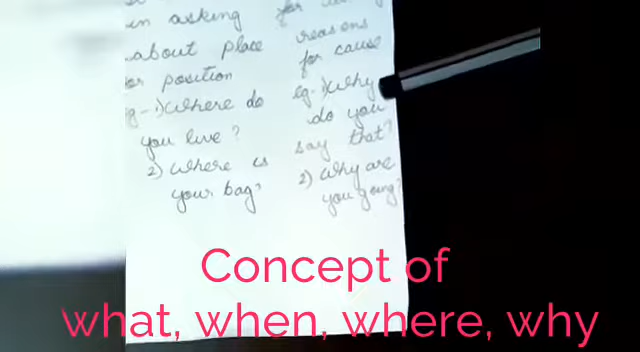 in asking
about place
or position
eg-1) Where do
you live?
2) Where is
your bag?
reasons
for cause
eg-1) Why
do you
say that?
2) Why are
you going?
Concept of
what, when, where, why